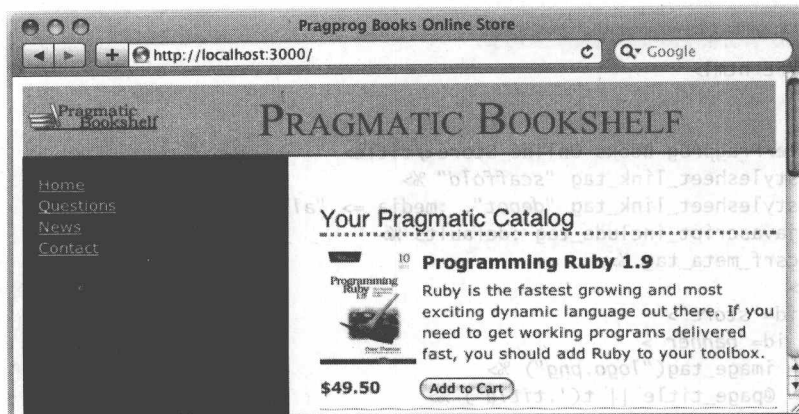 Pragprog Books Online Store
http://localhost:3000/
Google
Pragmatic
Bookshelf
PRAGMATIC BOOKSHELF
Home
Questions
News
Contact
Your Pragmatic Catalog
10
Programming
Ruby 1.9
Programming Ruby 1.9
Ruby is the fastest growing and most
exciting dynamic language out there. If you
need to get working programs delivered
fast, you should add Ruby to your toolbox.
$49.50
Add to Cart